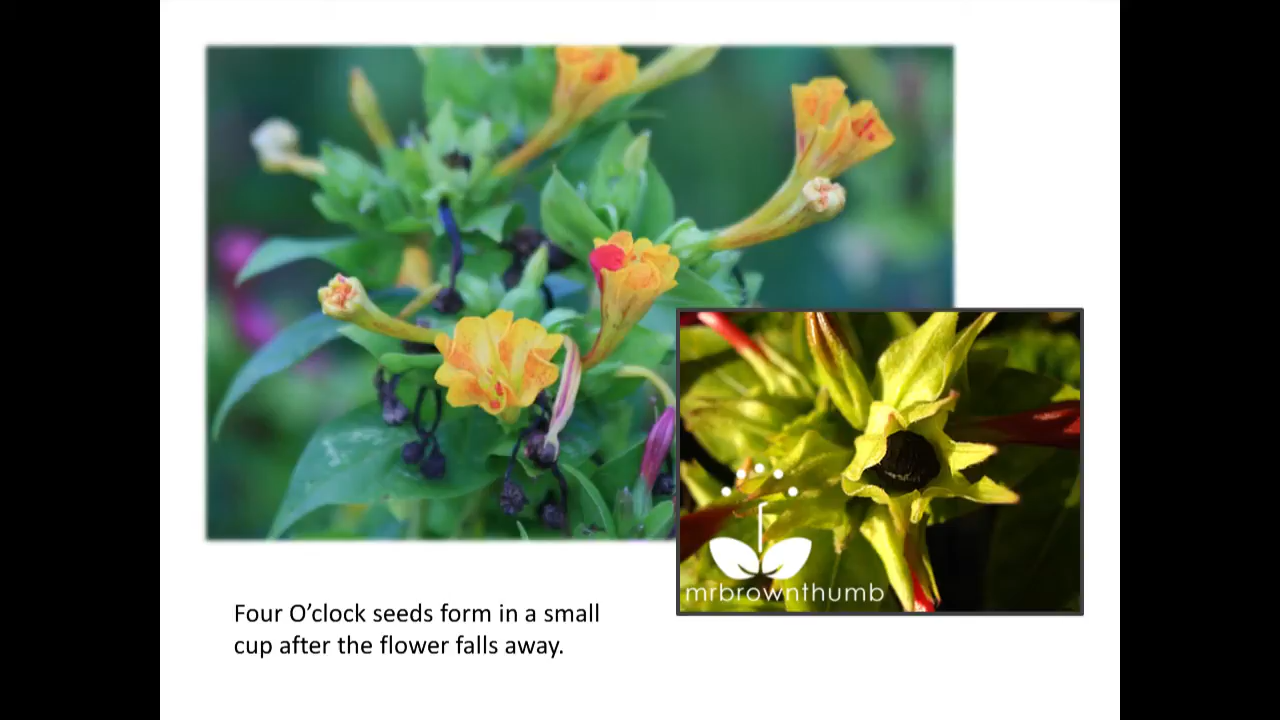 mrbrownthumb
Four O’clock seeds form in a small
cup after the flower falls away.